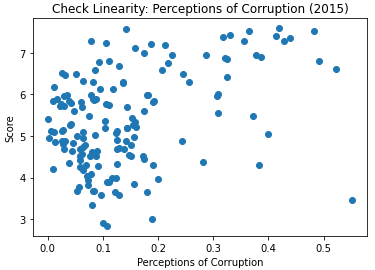 Check Linearity: Perceptions of Corruption (2015)
Score
7
6
5
4
3
0.0 0.1 0.2 0.3 0.4 0.5
Perceptions of Corruption